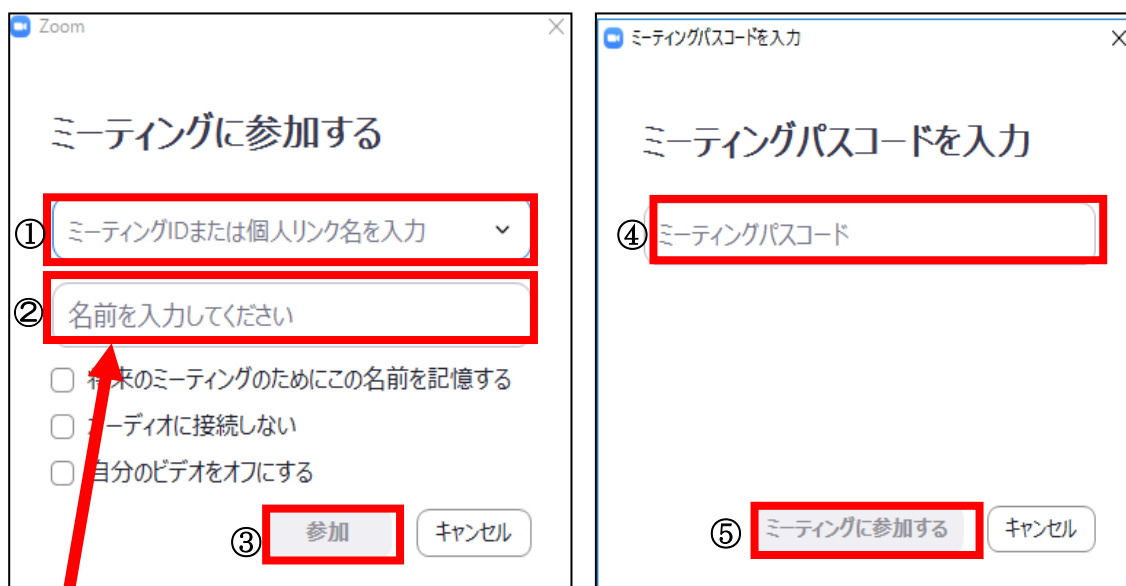 Zoom
ミーティングに参加する
① ミーティングIDまたは個人リンク名を入力
② 名前を入力してください
将来のミーティングのためにこの名前を記憶する
オーディオに接続しない
自分のビデオをオフにする
③ 参加 キャンセル
ミーティングパスコードを入力
ミーティングパスコードを入力
④ ミーティングパスコード
⑤ ミーティングに参加する キャンセル